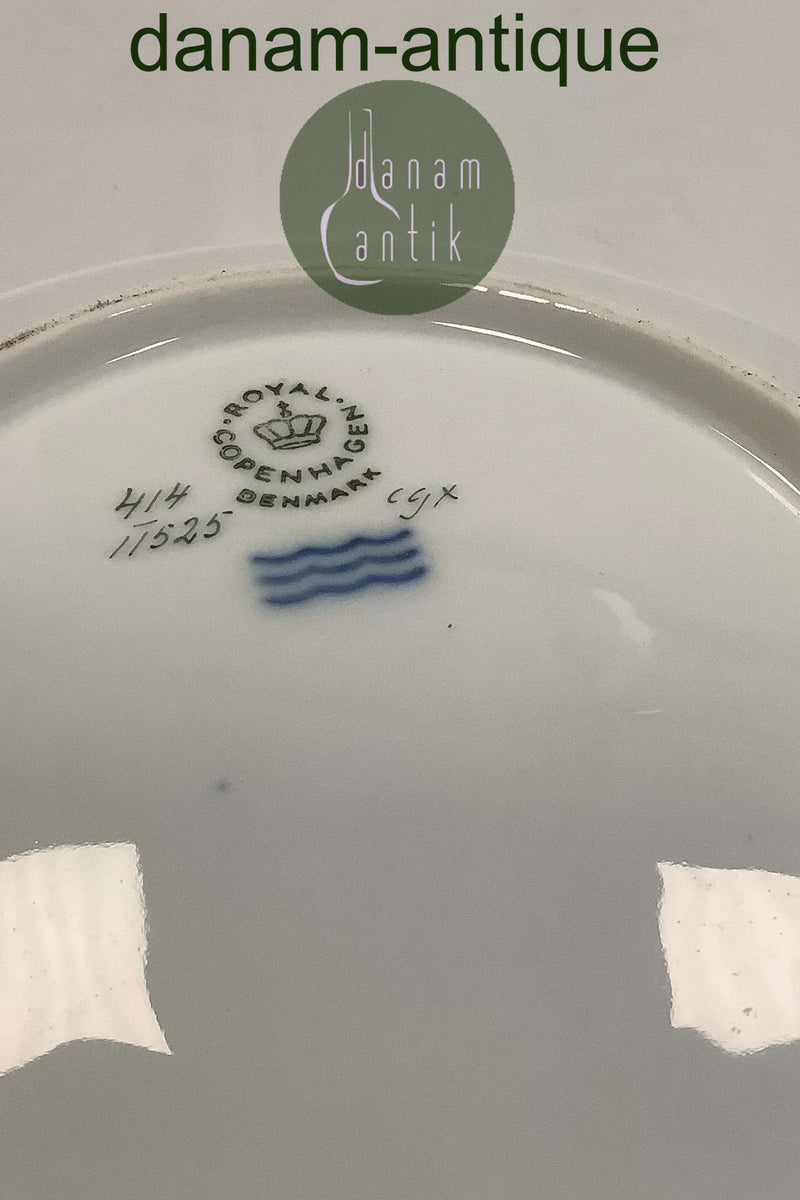 danam-antique
danam
antik
ROYAL
COPENHAGEN
DENMARK
414
11525
cgx